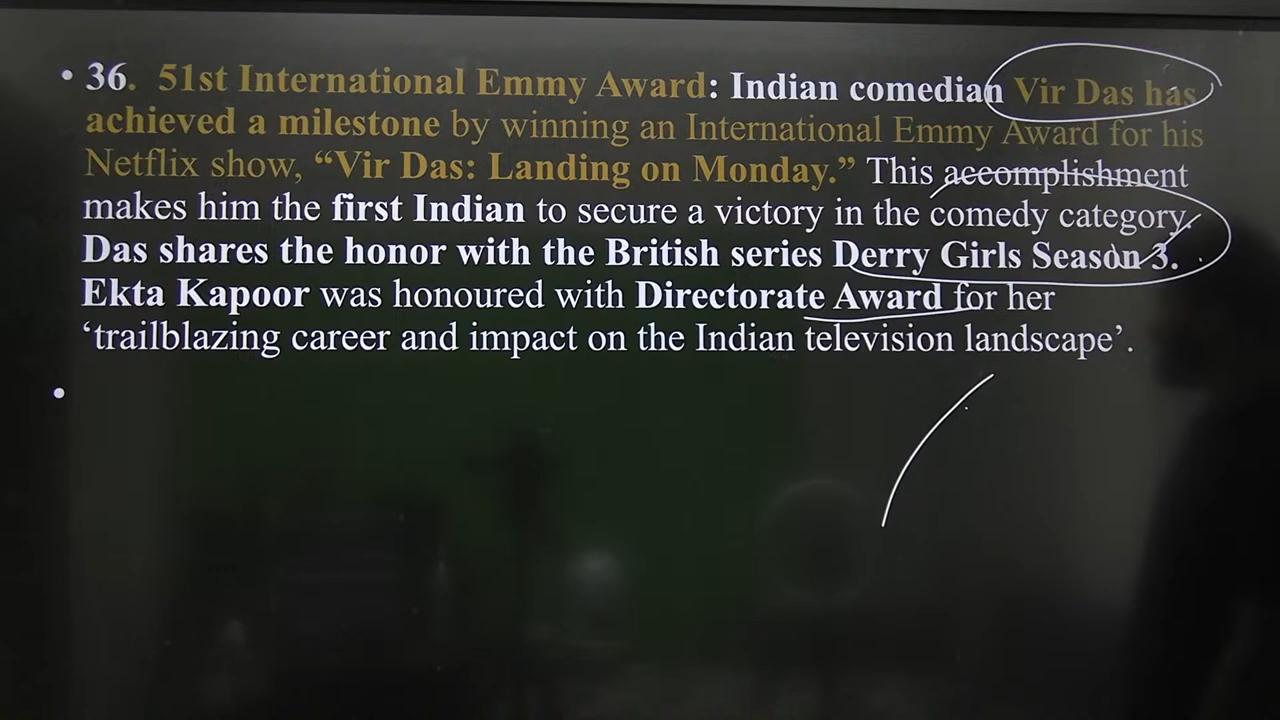 • 36. 51st International Emmy Award: Indian comedian Vir Das has
achieved a milestone by winning an International Emmy Award for his
Netflix show, “Vir Das: Landing on Monday.” This accomplishment
makes him the first Indian to secure a victory in the comedy category.
Das shares the honor with the British series Derry Girls Season 3.
Ekta Kapoor was honoured with Directorate Award for her
‘trailblazing career and impact on the Indian television landscape’.
•